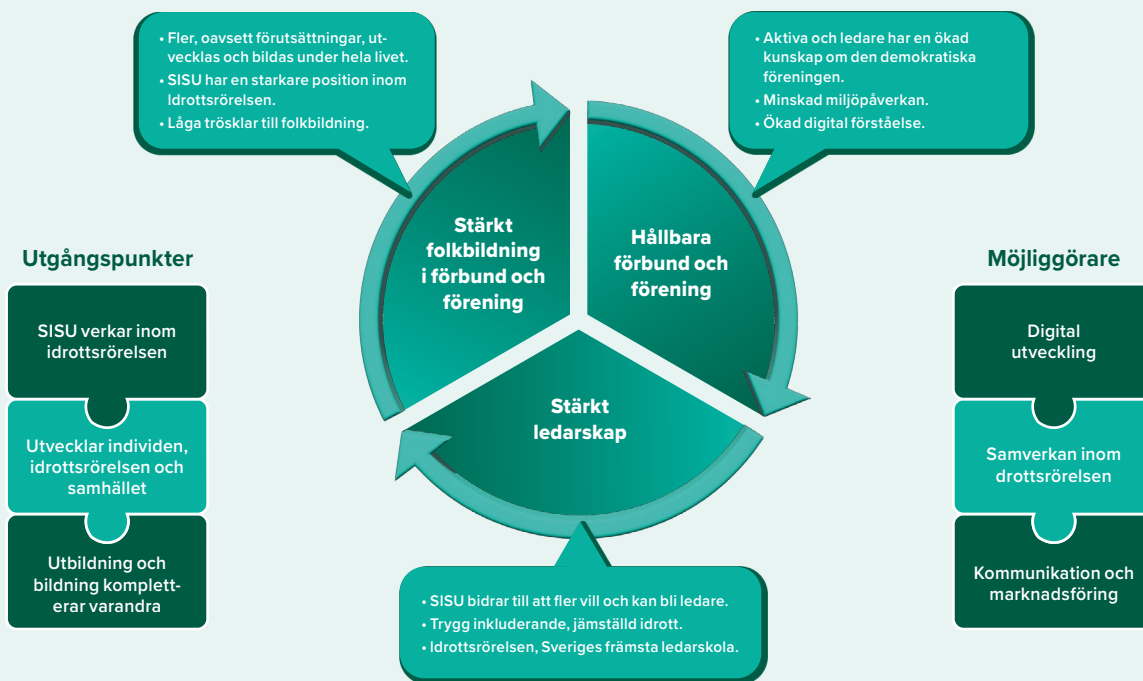 • Fler, oavsett förutsättningar, ut-
vecklas och bildas under hela livet.
• SISU har en starkare position inom
Idrottsrörelsen.
• Låga trösklar till folkbildning.
• Aktiva och ledare har en ökad
kunskap om den demokratiska
föreningen.
• Minskad miljöpåverkan.
• Ökad digital förståelse.
Stärkt
folkbildning
i förbund och
förening
Hållbara
förbund och
förening
Stärkt
ledarskap
Utgångspunkter
SISU verkar inom
idrottsrörelsen
Utvecklar individen,
idrottsrörelsen och
samhället
Utbildning och
bildning komplett-
erar varandra
Möjliggörare
Digital
utveckling
Samverkan inom
drottsrörelsen
Kommunikation och
marknadsföring
• SISU bidrar till att fler vill och kan bli ledare.
• Trygg inkluderande, jämställd idrott.
• Idrottsrörelsen, Sveriges främsta ledarskola.